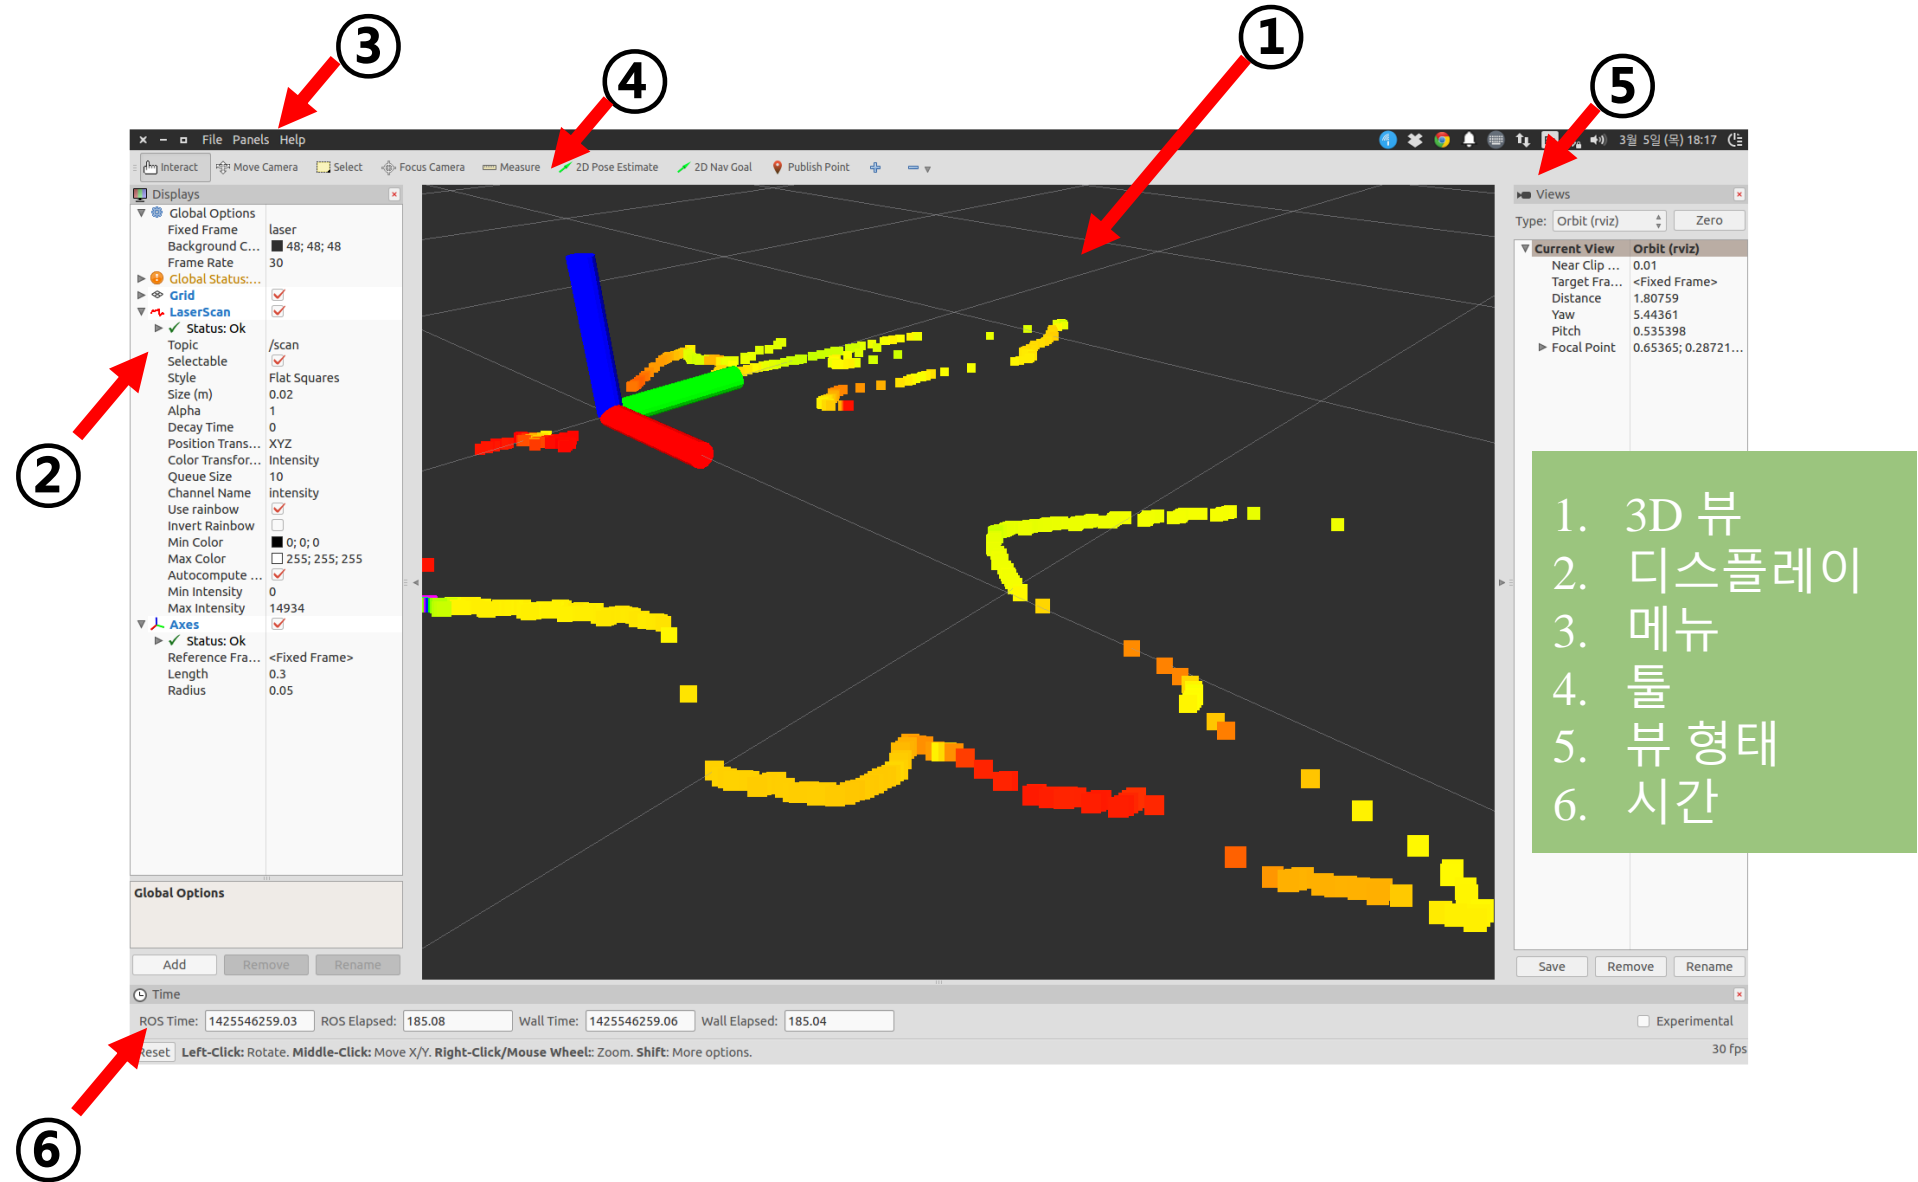 ③
①
④
⑤
File Panels Help
3월 5일 (목) 18:17
Interact Move Camera Select Focus Camera Measure 2D Pose Estimate 2D Nav Goal Publish Point
Displays
Global Options
Fixed Frame laser
Background C... 48; 48; 48
Frame Rate 30
Global Status:...
Grid
LaserScan
Status: Ok
Topic /scan
Selectable
Style Flat Squares
Size (m) 0.02
Alpha 1
Decay Time 0
Position Trans... XYZ
Color Transfor... Intensity
Queue Size 10
Channel Name intensity
Use rainbow
Invert Rainbow
Min Color 0; 0; 0
Max Color 255; 255; 255
Autocompute ...
Min Intensity 0
Max Intensity 14934
Axes
Status: Ok
Reference Fra... <Fixed Frame>
Length 0.3
Radius 0.05
②
Global Options
Add Remove Rename
Views
Type: Orbit (rviz) Zero
Current View Orbit (rviz)
Near Clip ... 0.01
Target Fra... <Fixed Frame>
Distance 1.80759
Yaw 5.44361
Pitch 0.535398
Focal Point 0.65365; 0.28721...
1. 3D 뷰
2. 디스플레이
3. 메뉴
4. 툴
5. 뷰 형태
6. 시간
Save Remove Rename
Time
ROS Time: 1425546259.03 ROS Elapsed: 185.08 Wall Time: 1425546259.06 Wall Elapsed: 185.04 Experimental
Reset Left-Click: Rotate. Middle-Click: Move X/Y. Right-Click/Mouse Wheel:: Zoom. Shift: More options. 30 fps
⑥